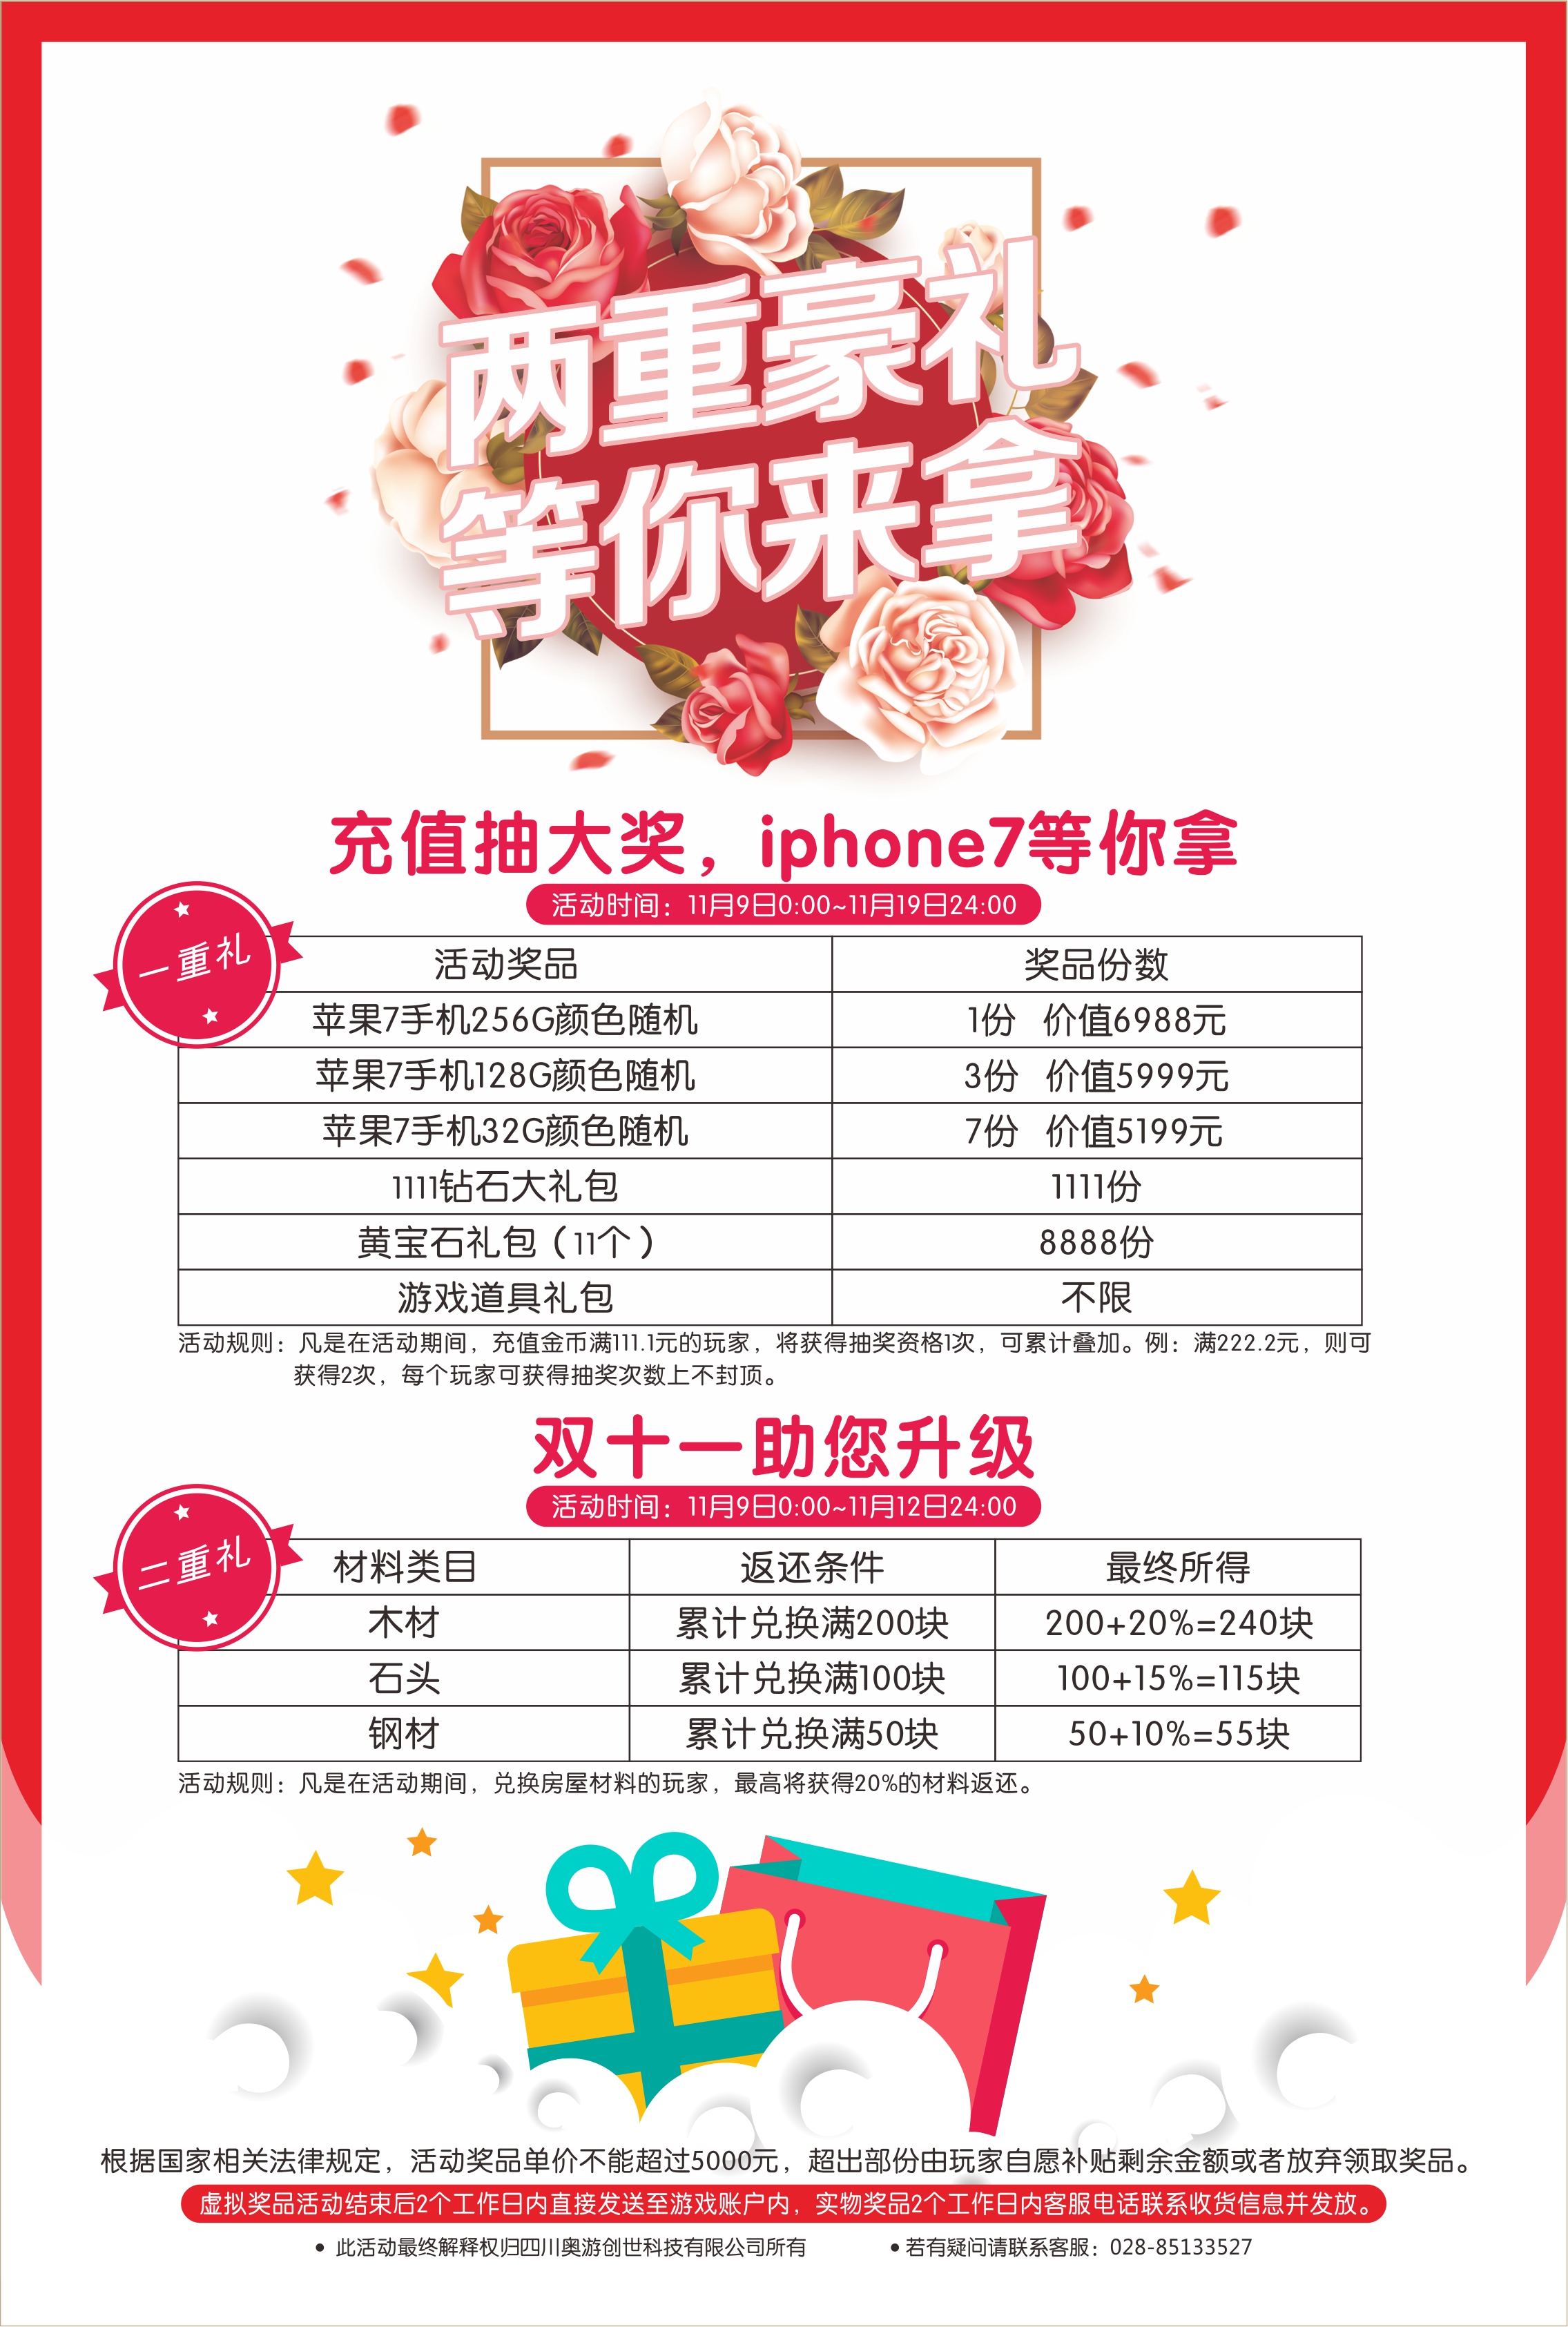 两重豪礼
等你来拿
充值抽大奖，iphone7等你拿
活动时间：11月9日0:00~11月19日24:00
一重礼
活动奖品 奖品份数
苹果7手机256G颜色随机 1份 价值6988元
苹果7手机128G颜色随机 3份 价值5999元
苹果7手机32G颜色随机 7份 价值5199元
1111钻石大礼包 1111份
黄宝石礼包（11个） 8888份
游戏道具礼包 不限
活动规则：凡是在活动期间，充值金币满111.1元的玩家，将获得抽奖资格1次，可累计叠加。例：满222.2元，则可
获得2次，每个玩家可获得抽奖次数上不封顶。
双十一助您升级
活动时间：11月9日0:00~11月12日24:00
二重礼
材料类目 返还条件 最终所得
木材 累计兑换满200块 200+20%=240块
石头 累计兑换满100块 100+15%=115块
钢材 累计兑换满50块 50+10%=55块
活动规则：凡是在活动期间，兑换房屋材料的玩家，最高将获得20%的材料返还。
根据国家相关法律规定，活动奖品单价不能超过5000元，超出部份由玩家自愿补贴剩余金额或者放弃领取奖品。
虚拟奖品活动结束后2个工作日内直接发送至游戏账户内，实物奖品2个工作日内客服电话联系收货信息并发放。
• 此活动最终解释权归四川奥游创世科技有限公司所有 • 若有疑问请联系客服：028-85133527